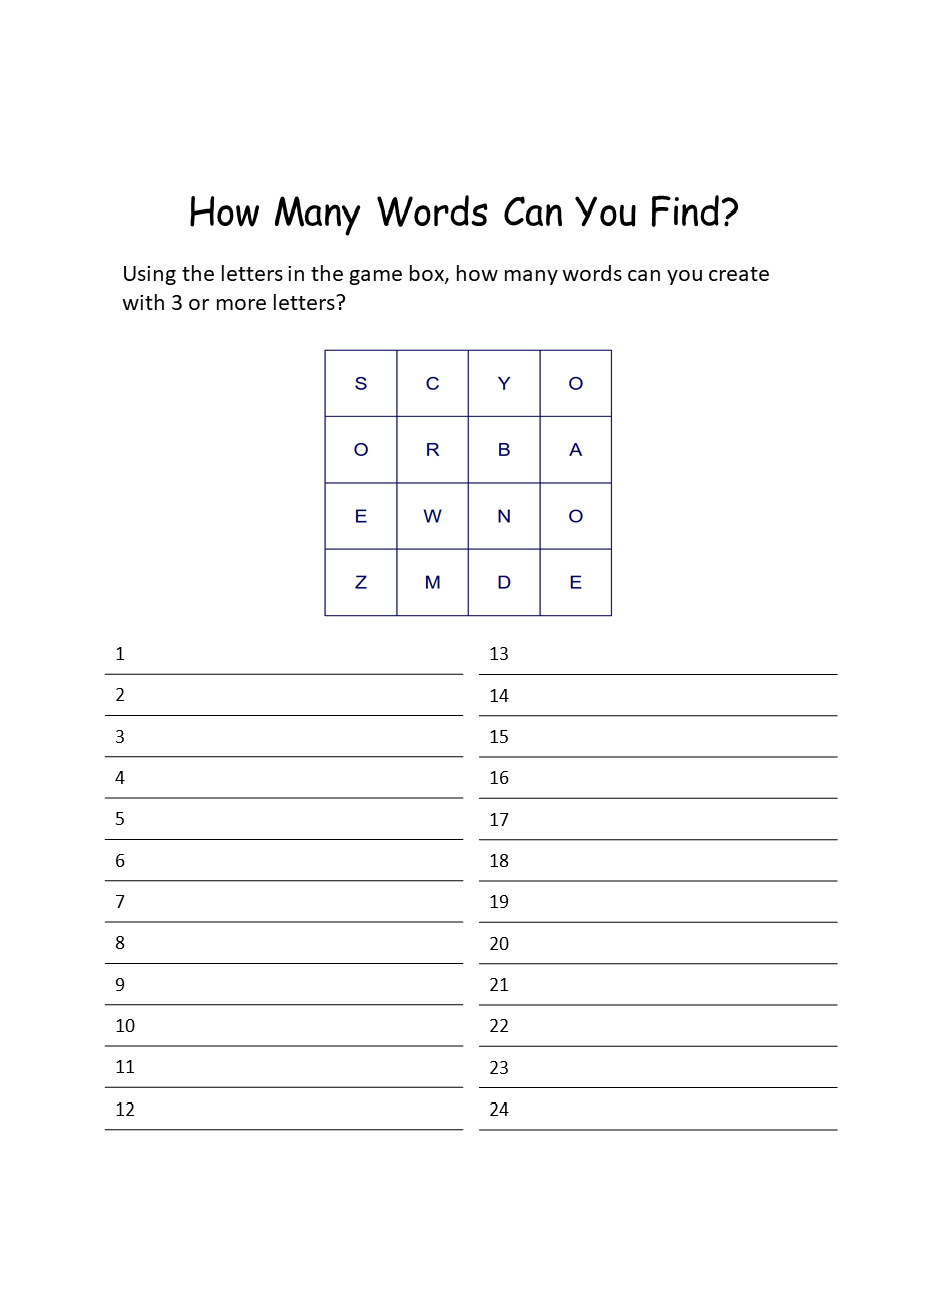 How Many Words Can You Find?
Using the letters in the game box, how many words can you create
with 3 or more letters?
S C Y O
O R B A
E W N O
Z M D E
1 13
2 14
3 15
4 16
5 17
6 18
7 19
8 20
9 21
10 22
11 23
12 24